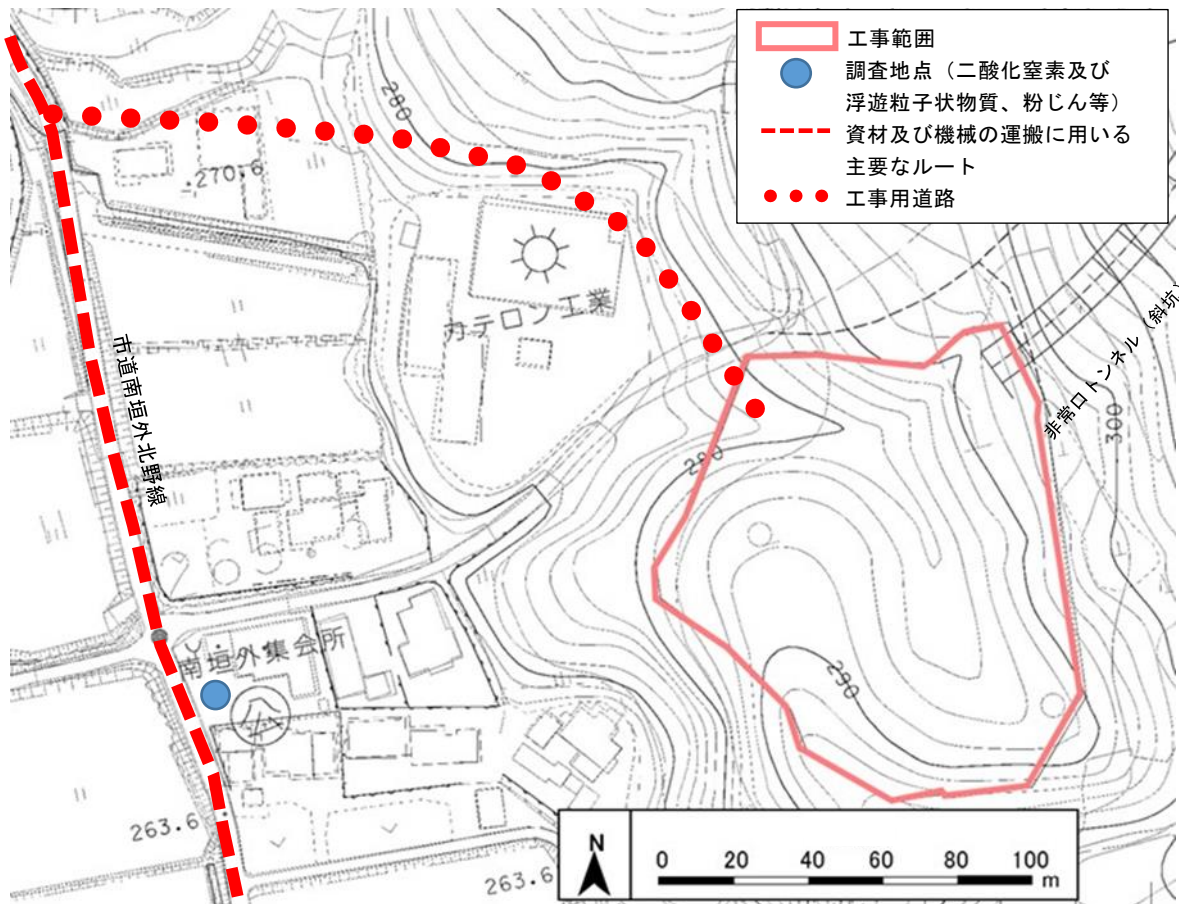 工事範囲
調査地点（二酸化窒素及び
浮遊粒子状物質、粉じん等）
資材及び機械の運搬に用いる
主要なルート
工事用道路
280
270.6
カテロン工業
市道南垣外北野線
非常口トンネル（斜坑）
300
280
南垣外集会所
290
263.6
263.6
N
0 20 40 60 80 100
m